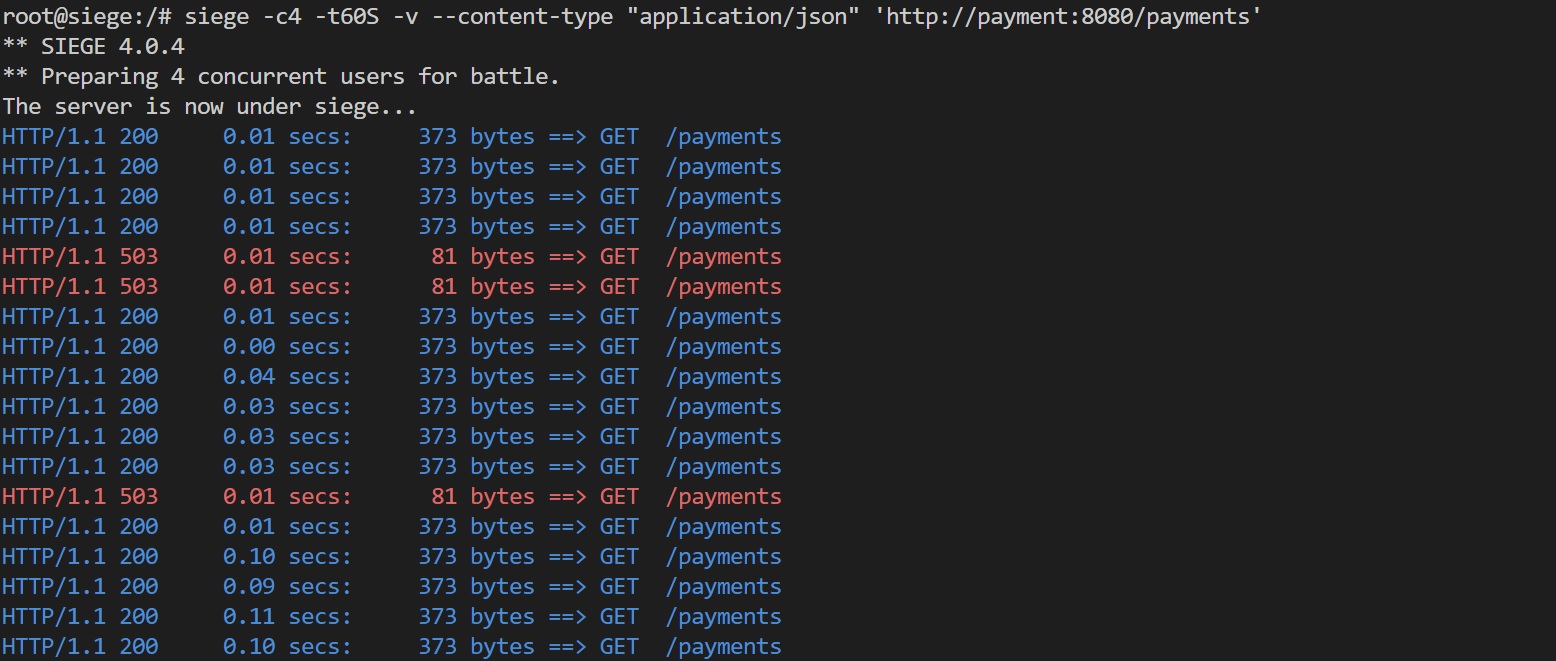 root@siege:/# siege -c4 -t60S -v --content-type "application/json" 'http://payment:8080/payments'
** SIEGE 4.0.4
** Preparing 4 concurrent users for battle.
The server is now under siege...
HTTP/1.1 200     0.01 secs:     373 bytes ==> GET  /payments
HTTP/1.1 200     0.01 secs:     373 bytes ==> GET  /payments
HTTP/1.1 200     0.01 secs:     373 bytes ==> GET  /payments
HTTP/1.1 200     0.01 secs:     373 bytes ==> GET  /payments
HTTP/1.1 503     0.01 secs:      81 bytes ==> GET  /payments
HTTP/1.1 503     0.01 secs:      81 bytes ==> GET  /payments
HTTP/1.1 200     0.01 secs:     373 bytes ==> GET  /payments
HTTP/1.1 200     0.00 secs:     373 bytes ==> GET  /payments
HTTP/1.1 200     0.04 secs:     373 bytes ==> GET  /payments
HTTP/1.1 200     0.03 secs:     373 bytes ==> GET  /payments
HTTP/1.1 200     0.03 secs:     373 bytes ==> GET  /payments
HTTP/1.1 200     0.03 secs:     373 bytes ==> GET  /payments
HTTP/1.1 503     0.01 secs:      81 bytes ==> GET  /payments
HTTP/1.1 200     0.01 secs:     373 bytes ==> GET  /payments
HTTP/1.1 200     0.10 secs:     373 bytes ==> GET  /payments
HTTP/1.1 200     0.09 secs:     373 bytes ==> GET  /payments
HTTP/1.1 200     0.11 secs:     373 bytes ==> GET  /payments
HTTP/1.1 200     0.10 secs:     373 bytes ==> GET  /payments